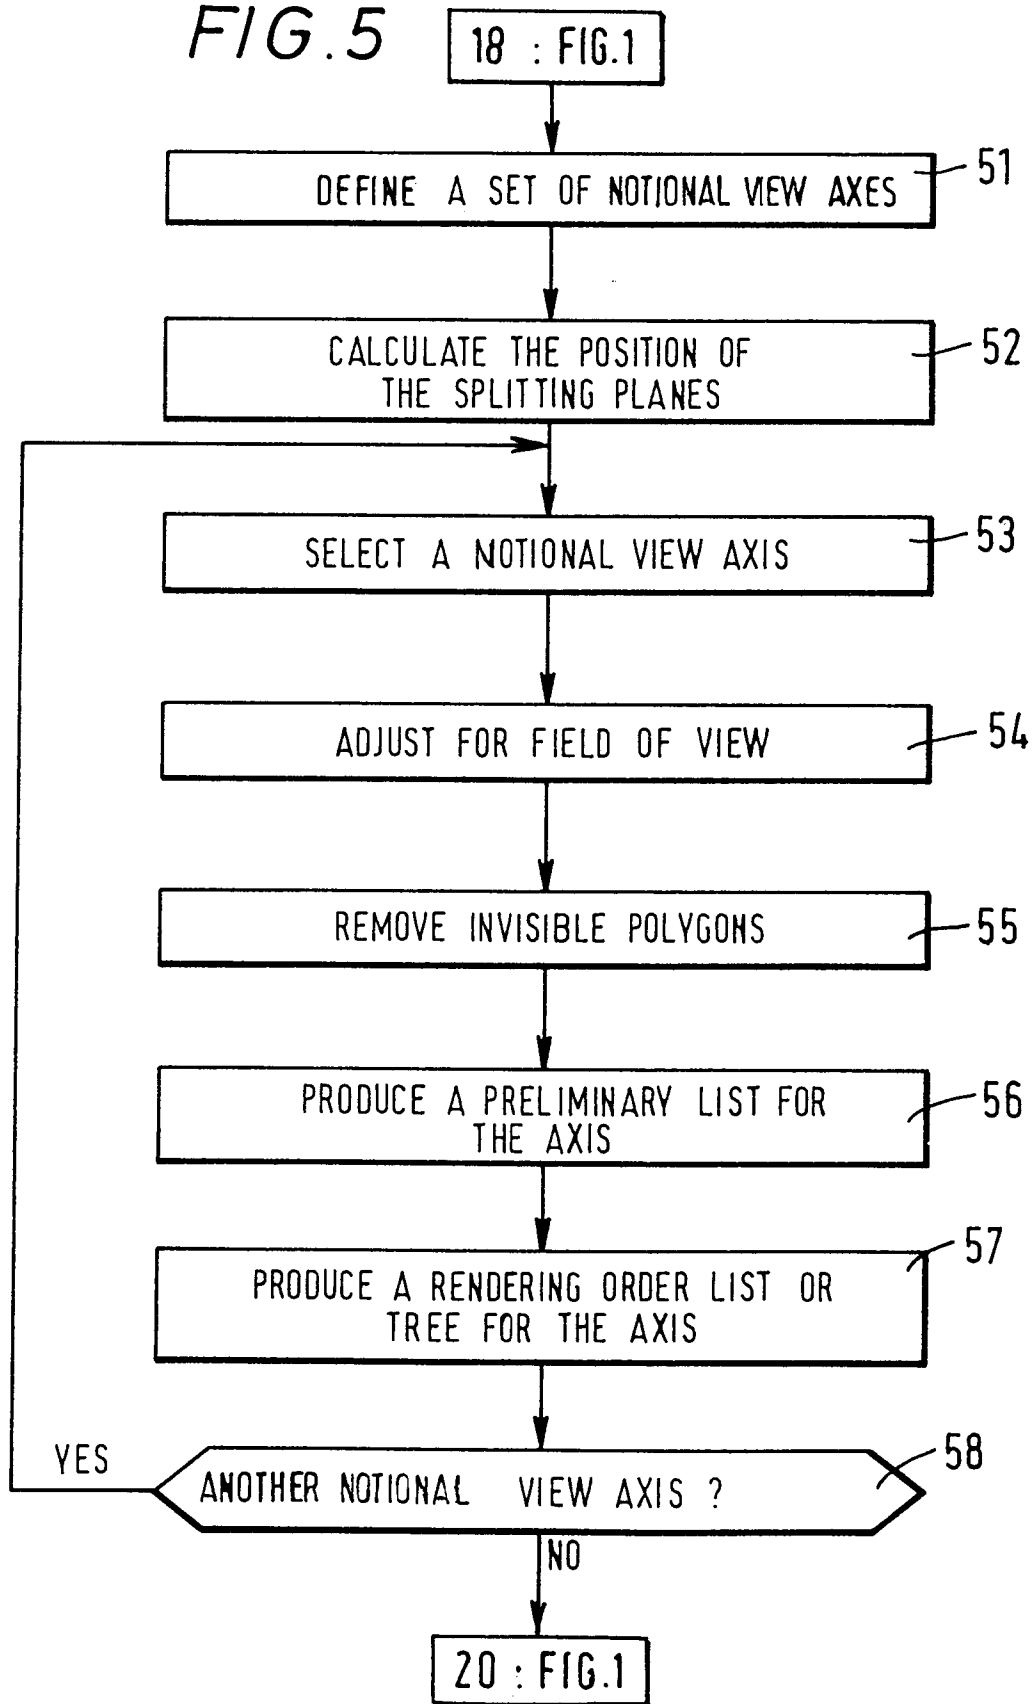 FIG.5
18 : FIG.1
DEFINE A SET OF NOTIONAL VIEW AXES
51
CALCULATE THE POSITION OF
THE SPLITTING PLANES
52
SELECT A NOTIONAL VIEW AXIS
53
ADJUST FOR FIELD OF VIEW
54
REMOVE INVISIBLE POLYGONS
55
PRODUCE A PRELIMINARY LIST FOR
THE AXIS
56
PRODUCE A RENDERING ORDER LIST OR
TREE FOR THE AXIS
57
YES
ANOTHER NOTIONAL VIEW AXIS ?
58
NO
20 : FIG.1